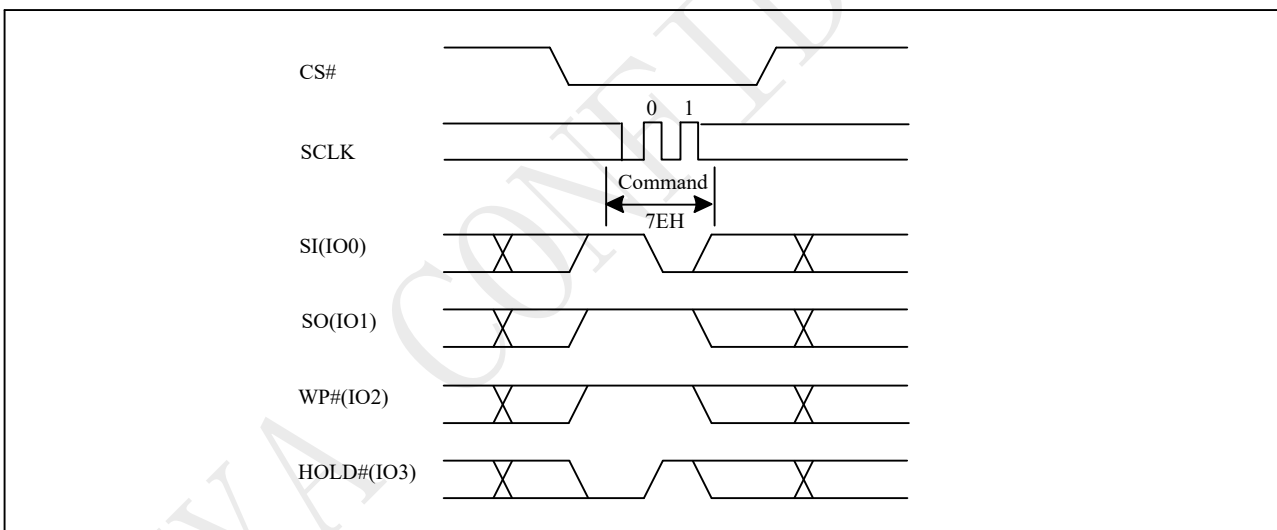 CS#
0 1
SCLK
Command
7EH
SI(IO0)
SO(IO1)
WP#(IO2)
HOLD#(IO3)